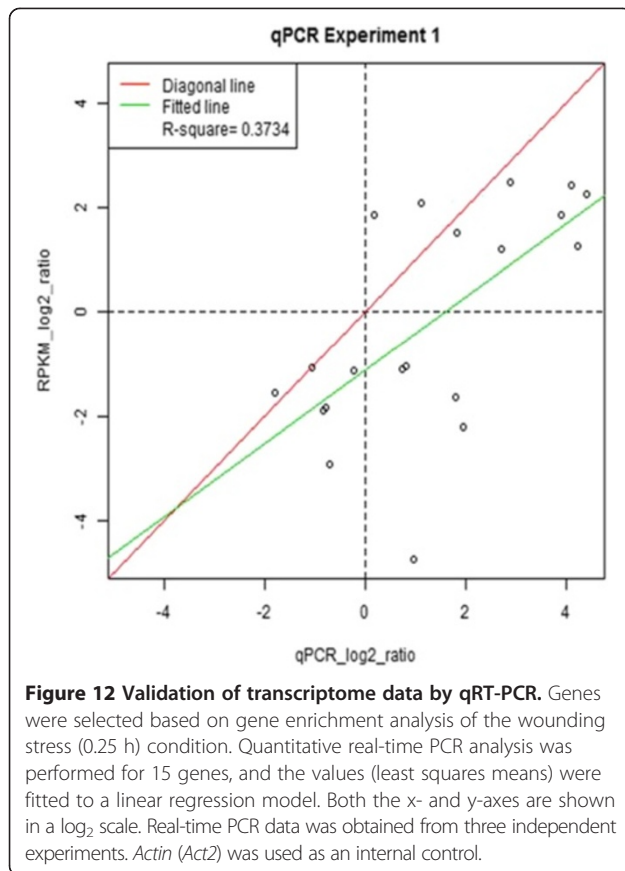 qPCR Experiment 1
Diagonal line
Fitted line
R-square= 0.3734
RPKM_log2_ratio
4
2
0
-2
-4
-4
-2
0
2
4
qPCR_log2_ratio
Figure 12 Validation of transcriptome data by qRT-PCR. Genes
were selected based on gene enrichment analysis of the wounding
stress (0.25 h) condition. Quantitative real-time PCR analysis was
performed for 15 genes, and the values (least squares means) were
fitted to a linear regression model. Both the x- and y-axes are shown
in a log₂ scale. Real-time PCR data was obtained from three independent
experiments. Actin (Act2) was used as an internal control.